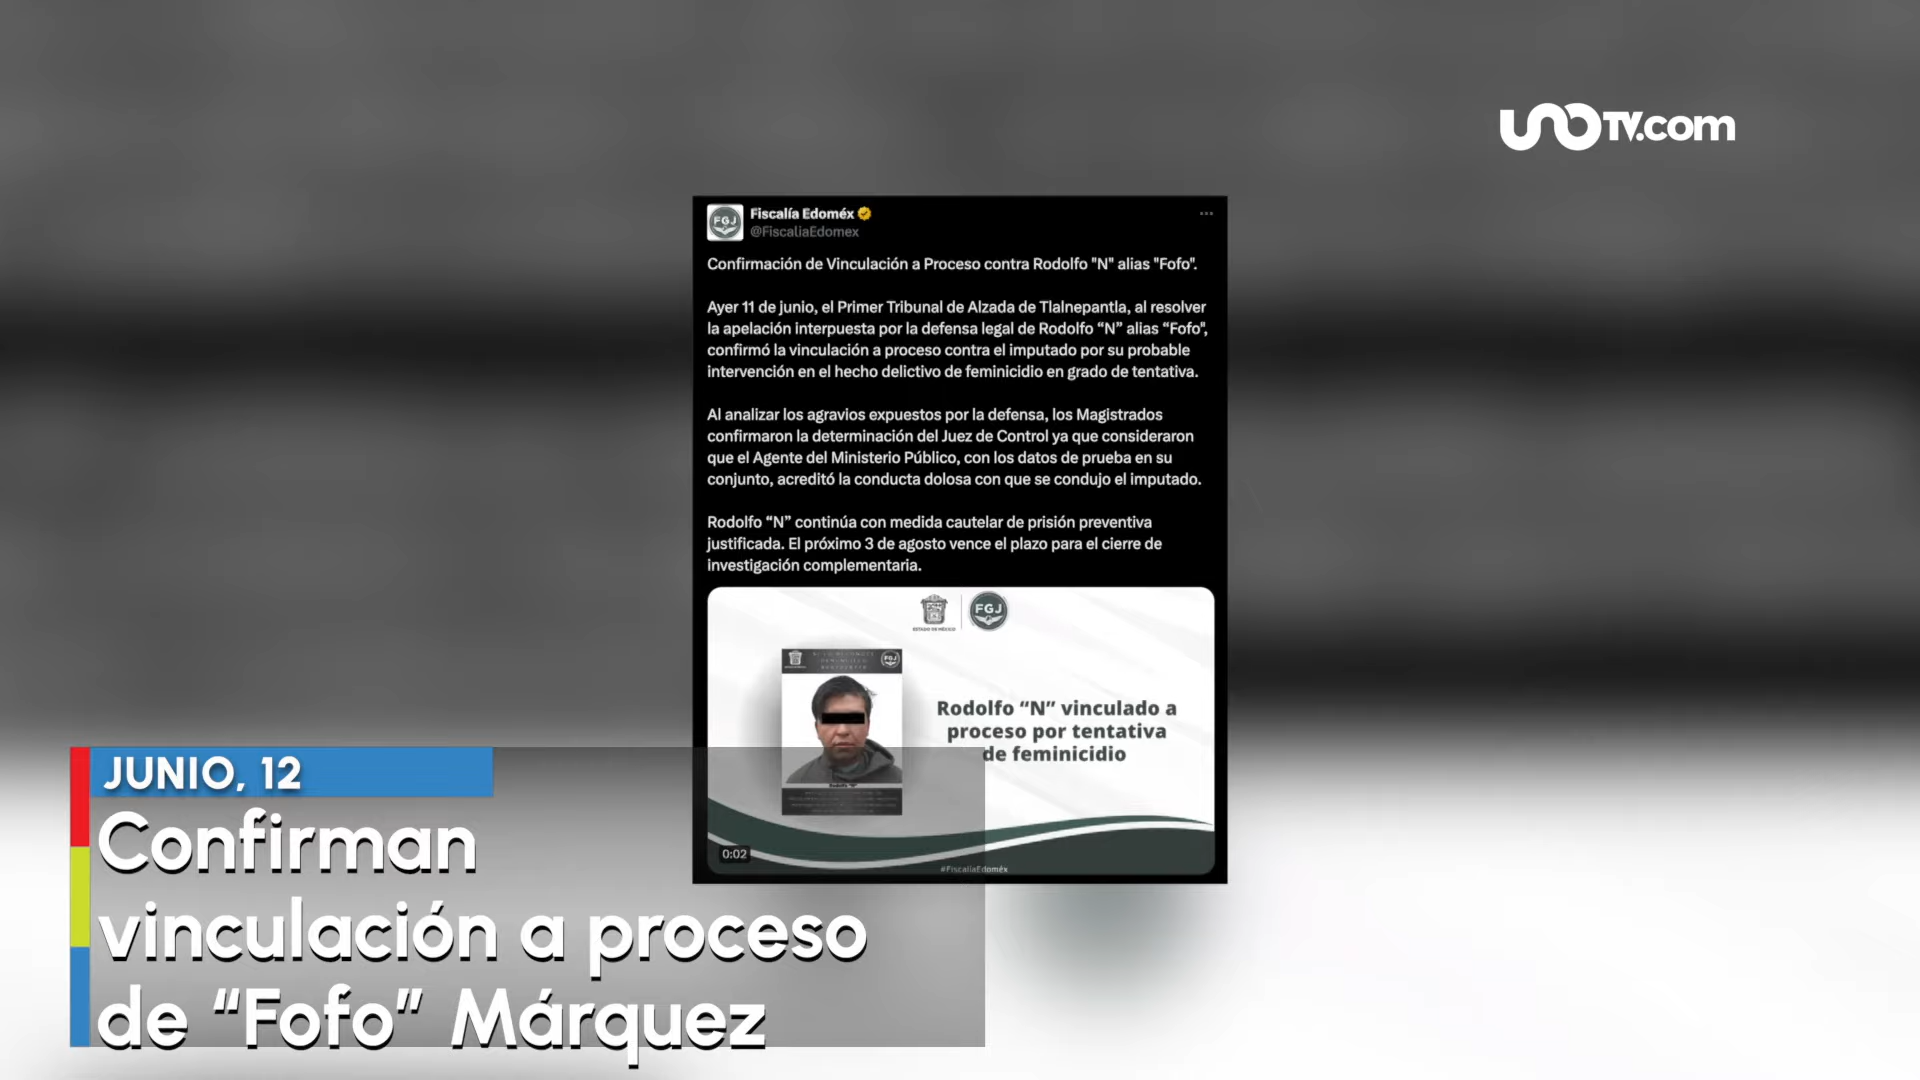 UNOTV.com
Fiscalía Edoméx
@FiscaliaEdomex
Confirmación de Vinculación a Proceso contra Rodolfo "N" alias "Fofo".
Ayer 11 de junio, el Primer Tribunal de Alzada de Tlalnepantla, al resolver
la apelación interpuesta por la defensa legal de Rodolfo “N” alias “Fofo",
confirmó la vinculación a proceso contra el imputado por su probable
intervención en el hecho delictivo de feminicidio en grado de tentativa.
Al analizar los agravios expuestos por la defensa, los Magistrados
confirmaron la determinación del Juez de Control ya que consideraron
que el Agente del Ministerio Público, con los datos de prueba en su
conjunto, acreditó la conducta dolosa con que se condujo el imputado.
Rodolfo “N” continúa con medida cautelar de prisión preventiva
justificada. El próximo 3 de agosto vence el plazo para el cierre de
investigación complementaria.
ESTADO DE MÉXICO
FGJ
Rodolfo “N” vinculado a
proceso por tentativa
de feminicidio
Rodolfo "N"
0:02
#FiscalíaEdoméx
JUNIO, 12
Confirman
vinculación a proceso
de “Fofo” Márquez